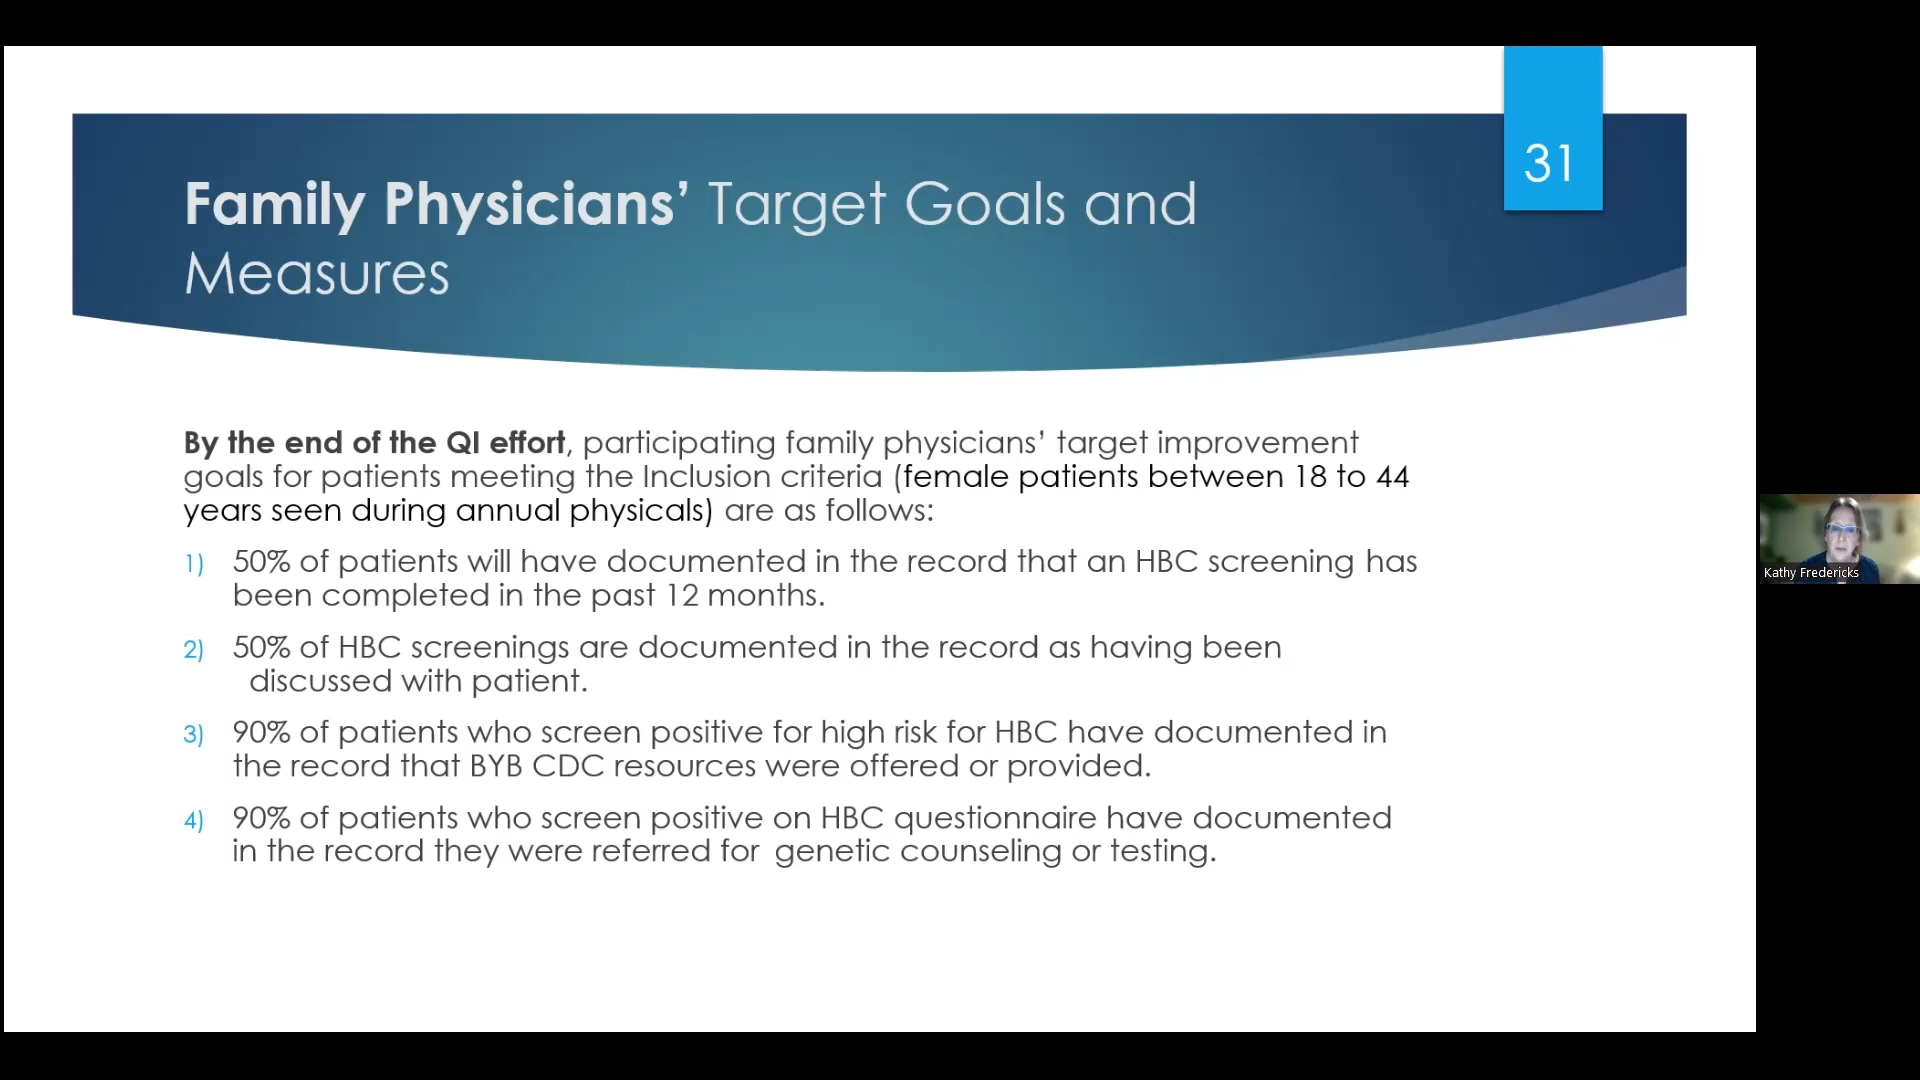 31
Family Physicians’ Target Goals and
Measures
By the end of the QI effort, participating family physicians’ target improvement
goals for patients meeting the Inclusion criteria (female patients between 18 to 44
years seen during annual physicals) are as follows:
1) 50% of patients will have documented in the record that an HBC screening has
been completed in the past 12 months.
2) 50% of HBC screenings are documented in the record as having been
discussed with patient.
3) 90% of patients who screen positive for high risk for HBC have documented in
the record that BYB CDC resources were offered or provided.
4) 90% of patients who screen positive on HBC questionnaire have documented
in the record they were referred for genetic counseling or testing.
Kathy Fredericks